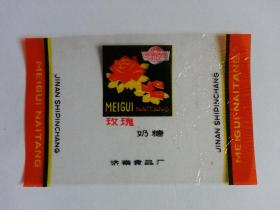 MEIGUI NAITANG
JINAN SHIPINCHANG
MEIGUI
NAITANG
玫瑰
奶糖
济南食品厂
JINAN SHIPINCHANG
MEIGUI NAITANG